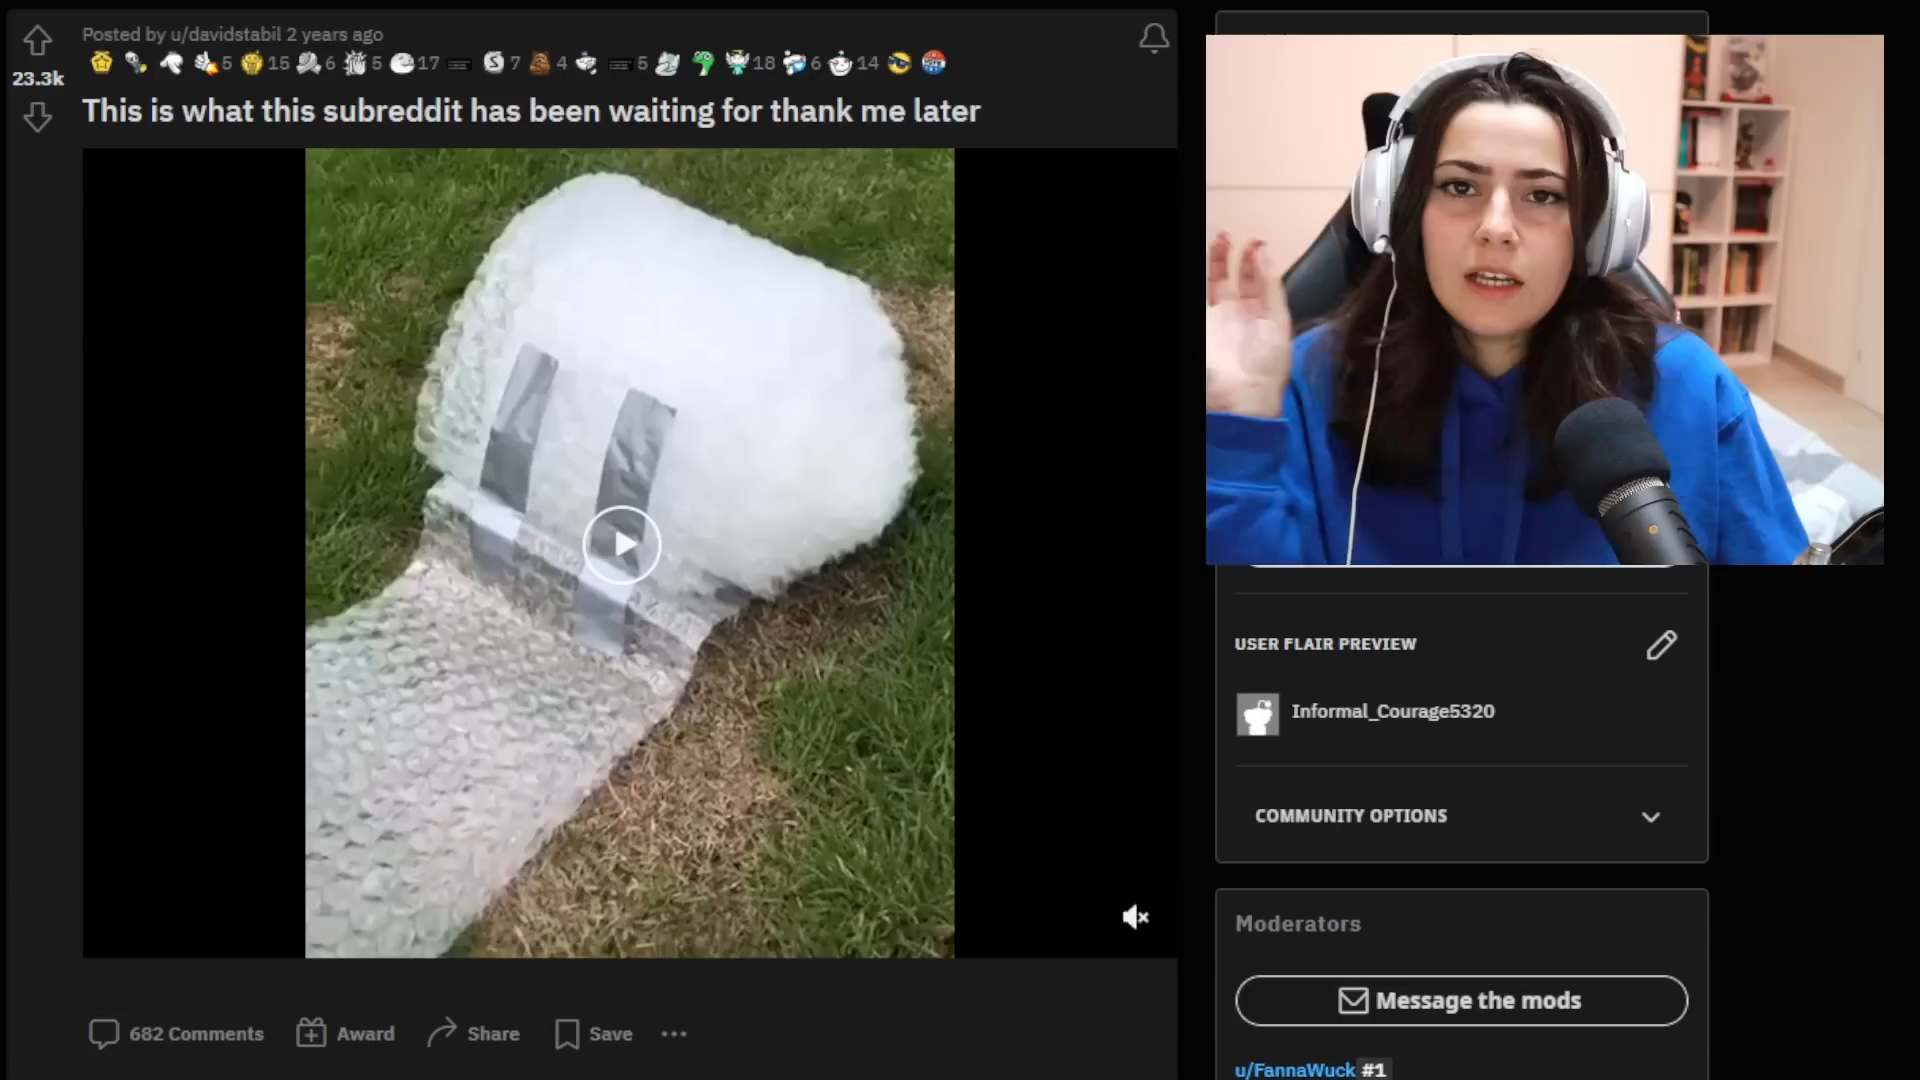 Posted by u/davidstabil 2 years ago
5 15 6 5 17 7 4 5 18 6 14
23.3k
This is what this subreddit has been waiting for thank me later
682 Comments Award Share Save
USER FLAIR PREVIEW
Informal_Courage5320
COMMUNITY OPTIONS
Moderators
Message the mods
u/FannaWuck #1